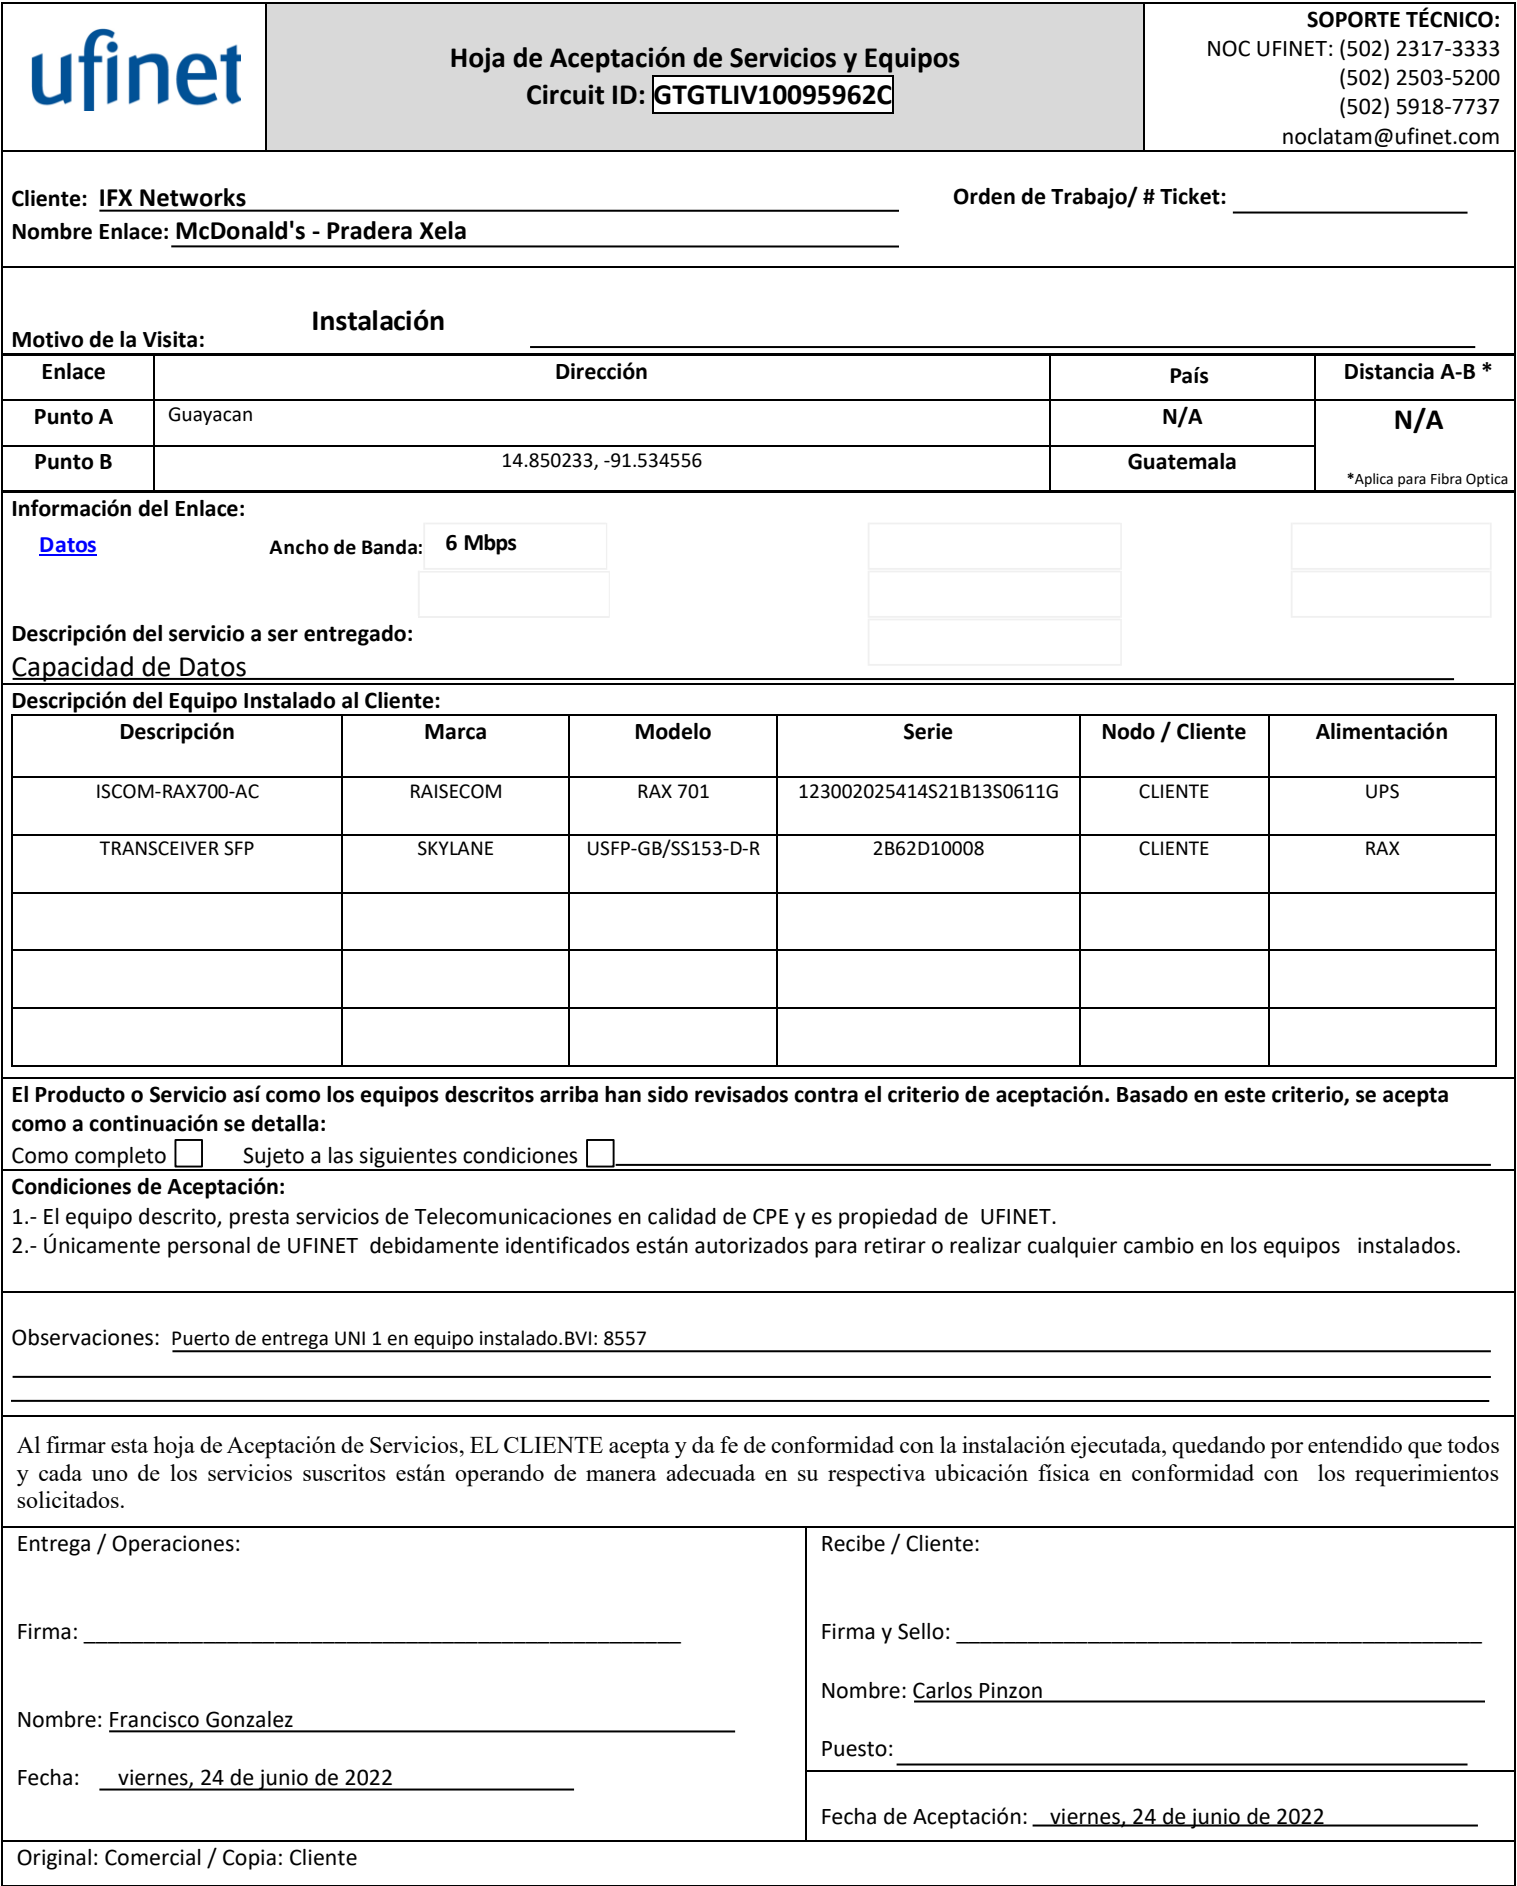 ufinet
Hoja de Aceptación de Servicios y Equipos
Circuit ID: GTGTLIV10095962C
SOPORTE TÉCNICO:
NOC UFINET: (502) 2317-3333
(502) 2503-5200
(502) 5918-7737
noclatam@ufinet.com
Cliente: IFX Networks
Orden de Trabajo/ # Ticket:
Nombre Enlace: McDonald's - Pradera Xela
Motivo de la Visita: Instalación
Enlace Dirección País Distancia A-B *
Punto A Guayacan N/A N/A
Punto B 14.850233, -91.534556 Guatemala
*Aplica para Fibra Optica
Información del Enlace:
Datos Ancho de Banda: 6 Mbps
Descripción del servicio a ser entregado:
Capacidad de Datos
Descripción del Equipo Instalado al Cliente:
Descripción Marca Modelo Serie Nodo / Cliente Alimentación
ISCOM-RAX700-AC RAISECOM RAX 701 123002025414S21B13S0611G CLIENTE UPS
TRANSCEIVER SFP SKYLANE USFP-GB/SS153-D-R 2B62D10008 CLIENTE RAX
El Producto o Servicio así como los equipos descritos arriba han sido revisados contra el criterio de aceptación. Basado en este criterio, se acepta
como a continuación se detalla:
Como completo Sujeto a las siguientes condiciones
Condiciones de Aceptación:
1.- El equipo descrito, presta servicios de Telecomunicaciones en calidad de CPE y es propiedad de UFINET.
2.- Únicamente personal de UFINET debidamente identificados están autorizados para retirar o realizar cualquier cambio en los equipos instalados.
Observaciones: Puerto de entrega UNI 1 en equipo instalado.BVI: 8557
Al firmar esta hoja de Aceptación de Servicios, EL CLIENTE acepta y da fe de conformidad con la instalación ejecutada, quedando por entendido que todos
y cada uno de los servicios suscritos están operando de manera adecuada en su respectiva ubicación física en conformidad con los requerimientos
solicitados.
Entrega / Operaciones:
Firma:
Nombre: Francisco Gonzalez
Fecha: viernes, 24 de junio de 2022
Recibe / Cliente:
Firma y Sello:
Nombre: Carlos Pinzon
Puesto:
Fecha de Aceptación: viernes, 24 de junio de 2022
Original: Comercial / Copia: Cliente